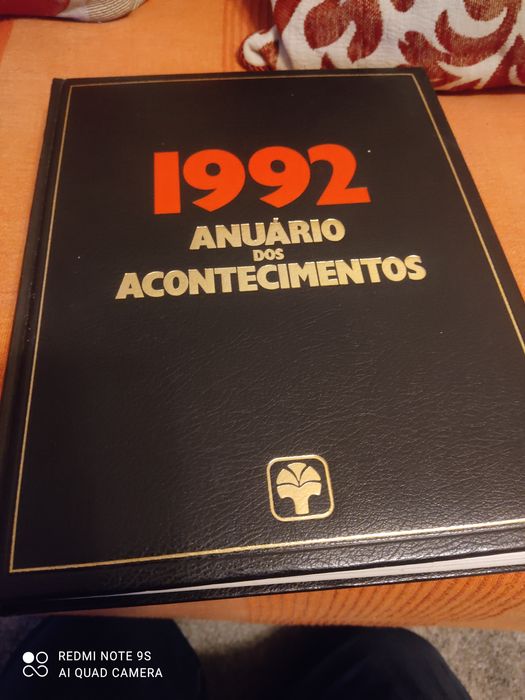 1992
ANUÁRIO
DOS
ACONTECIMENTOS
REDMI NOTE 9S
AI QUAD CAMERA